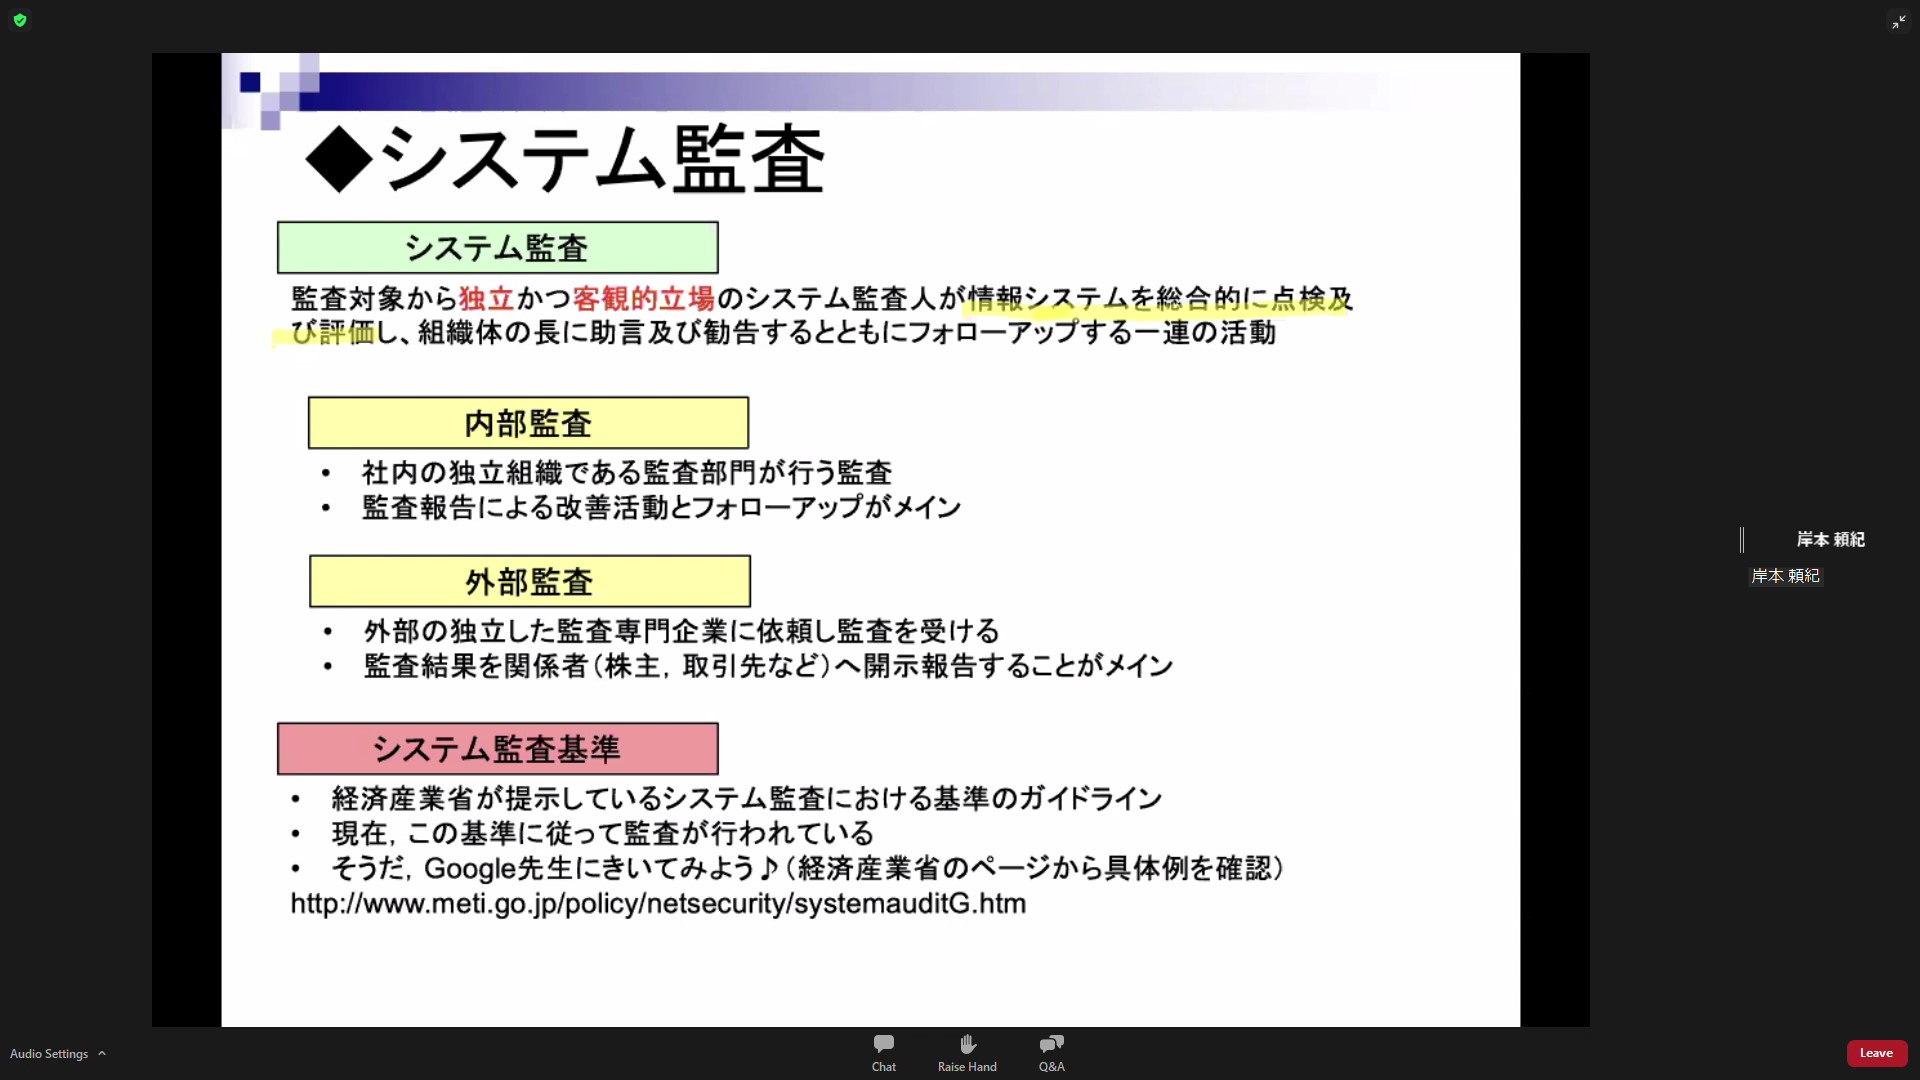 ◆システム監査
システム監査
監査対象から独立かつ客観的立場のシステム監査人が情報システムを総合的に点検及
び評価し、組織体の長に助言及び勧告するとともにフォローアップする一連の活動
内部監査
• 社内の独立組織である監査部門が行う監査
• 監査報告による改善活動とフォローアップがメイン
外部監査
• 外部の独立した監査専門企業に依頼し監査を受ける
• 監査結果を関係者（株主，取引先など）へ開示報告することがメイン
システム監査基準
• 経済産業省が提示しているシステム監査における基準のガイドライン
• 現在，この基準に従って監査が行われている
• そうだ，Google先生にきいてみよう♪（経済産業省のページから具体例を確認）
http://www.meti.go.jp/policy/netsecurity/systemauditG.htm
岸本 頼紀
岸本 頼紀
Audio Settings
Chat
Raise Hand
Q&A
Leave